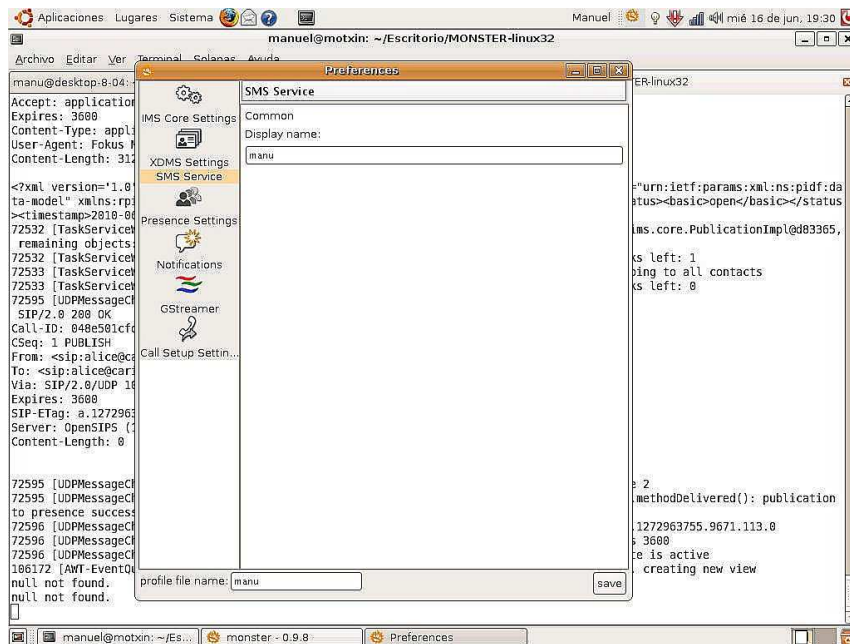 Aplicaciones Lugares Sistema
Manuel
mié 16 de jun, 19:30
manuel@motxin: ~/Escritorio/MONSTER-linux32
Archivo Editar Ver Terminal Solapas Ayuda
manu@desktop-8-04:
ER-linux32
Accept: application
Expires: 3600
Content-Type: appli
User-Agent: Fokus M
Content-Length: 312
<?xml version='1.0'
"urn:ietf:params:xml:ns:pidf:da
ta-model" xmlns:rpi
atus><basic>open</basic></status
><timestamp>2010-06
72532 [TaskServiceW
ims.core.PublicationImpl@d83365,
remaining objects:
72532 [TaskServiceW
ks left: 1
72533 [TaskServiceW
ping to all contacts
72533 [TaskServiceW
ks left: 0
72595 [UDPMessageCh
SIP/2.0 200 OK
Call-ID: 048e501cfd
CSeq: 1 PUBLISH
From: <sip:alice@ca
To: <sip:alice@cari
Via: SIP/2.0/UDP 10
Expires: 3600
SIP-ETag: a.1272963
Server: OpenSIPS (1
Content-Length: 0
72595 [UDPMessageCh
e 2
72595 [UDPMessageCh
.methodDelivered(): publication
to presence success
72596 [UDPMessageCh
.1272963755.9671.113.0
72596 [UDPMessageCh
s 3600
72596 [UDPMessageCh
te is active
106172 [AWT-EventQu
, creating new view
null not found.
null not found.
Preferences
IMS Core Settings
XDMS Settings
SMS Service
Presence Settings
Notifications
GStreamer
Call Setup Settin...
SMS Service
Common
Display name:
manu
profile file name: manu
save
manuel@motxin: ~/Es...
monster - 0.9.8
Preferences